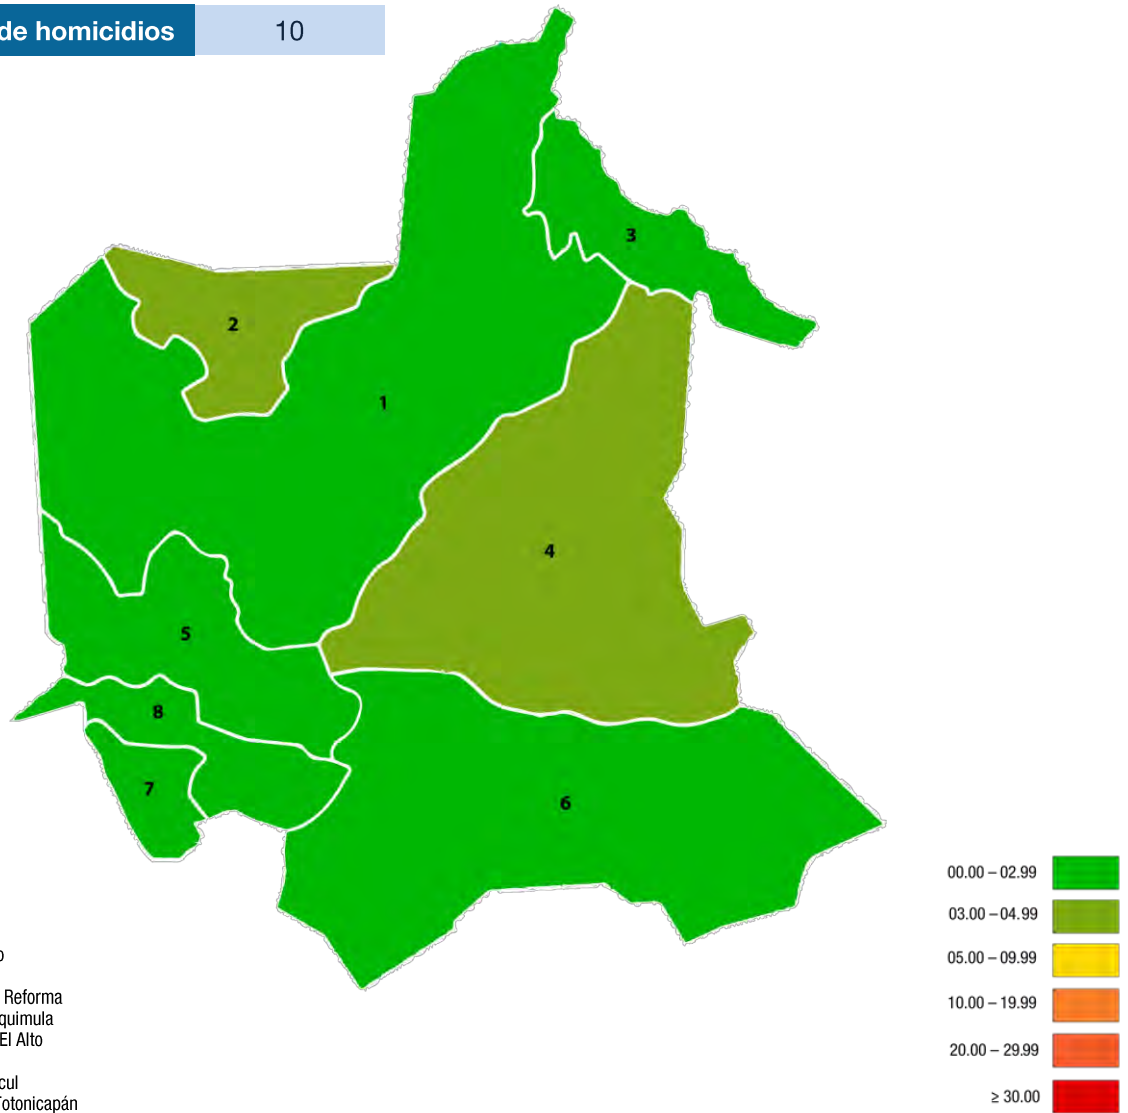 de homicidios 10
3
2
1
4
5
8
7
6
00.00 – 02.99
03.00 – 04.99
05.00 – 09.99
10.00 – 19.99
20.00 – 29.99
≥ 30.00
o
Reforma
quimula
El Alto
cul
Totonicapán